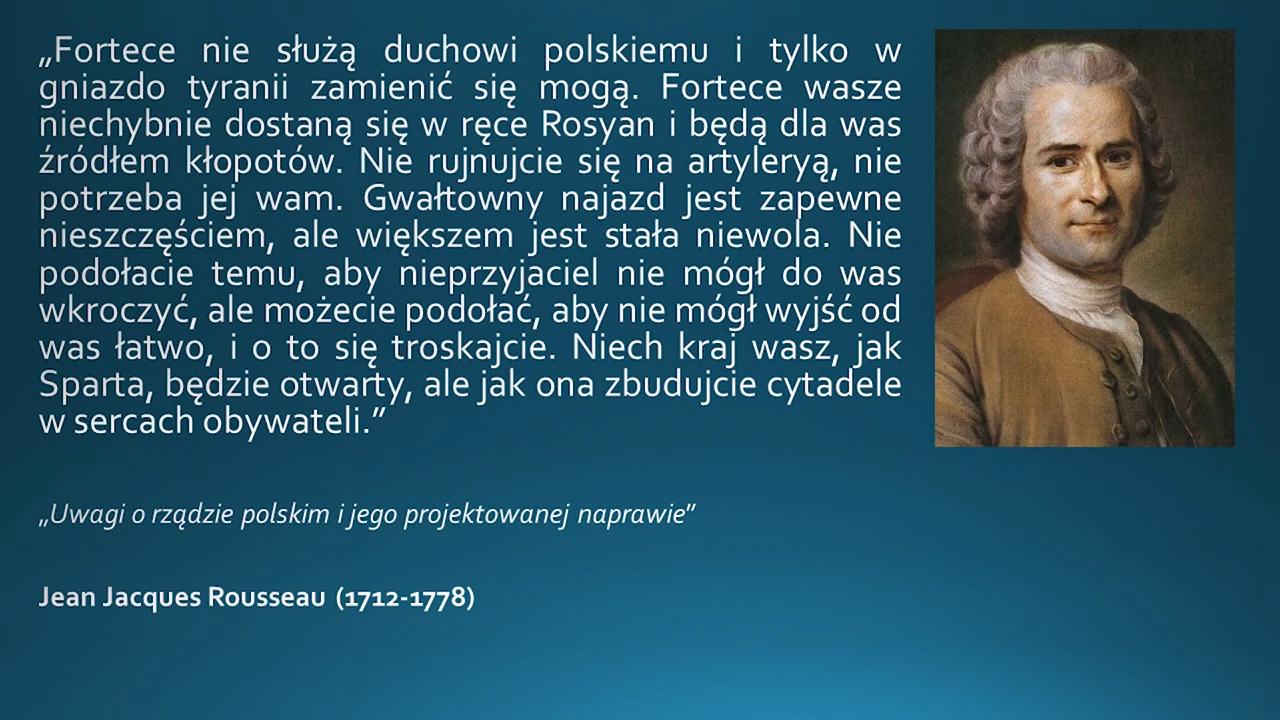 „Fortece nie służą duchowi polskiemu i tylko w
gniazdo tyranii zamienić się mogą. Fortece wasze
niechybnie dostaną się w ręce Rosyan i będą dla was
źródłem kłopotów. Nie rujnujcie się na artyleryą, nie
potrzeba jej wam. Gwałtowny najazd jest zapewne
nieszczęściem, ale większem jest stała niewola. Nie
podołacie temu, aby nieprzyjaciel nie mógł do was
wkroczyć, ale możecie podołać, aby nie mógł wyjść od
was łatwo, i o to się troskajcie. Niech kraj wasz, jak
Sparta, będzie otwarty, ale jak ona zbudujcie cytadele
w sercach obywateli.”
„Uwagi o rządzie polskim i jego projektowanej naprawie”
Jean Jacques Rousseau (1712-1778)